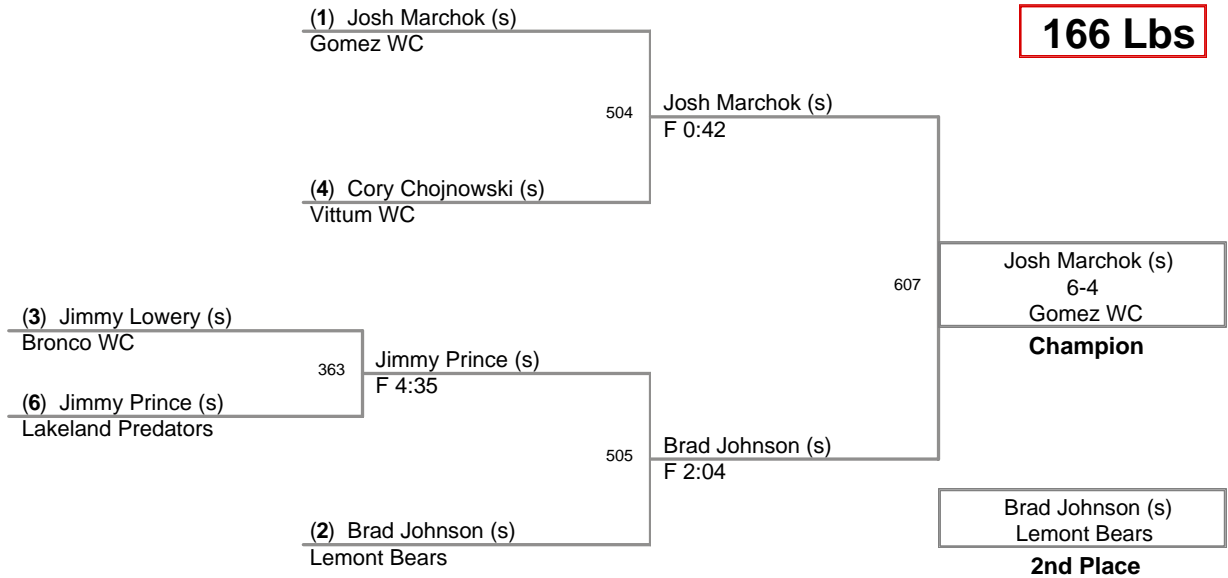 (1) Josh Marchok (s)
Gomez WC
166 Lbs
504
Josh Marchok (s)
F 0:42
(4) Cory Chojnowski (s)
Vittum WC
607
Josh Marchok (s)
6-4
Gomez WC
Champion
(3) Jimmy Lowery (s)
Bronco WC
363
Jimmy Prince (s)
F 4:35
(6) Jimmy Prince (s)
Lakeland Predators
505
Brad Johnson (s)
F 2:04
(2) Brad Johnson (s)
Lemont Bears
Brad Johnson (s)
Lemont Bears
2nd Place